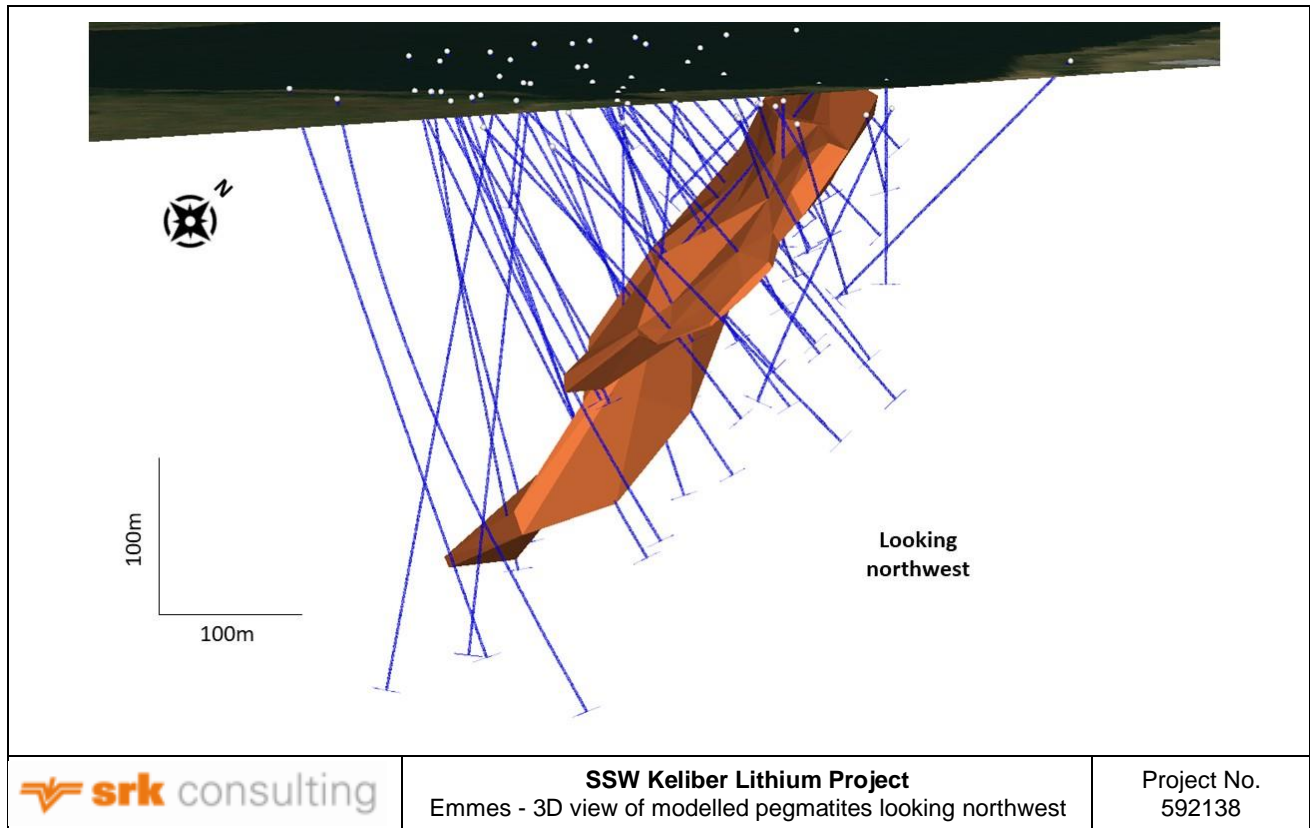 N
100m
100m
Looking
northwest
srk consulting
SSW Keliber Lithium Project
Emmes - 3D view of modelled pegmatites looking northwest
Project No.
592138